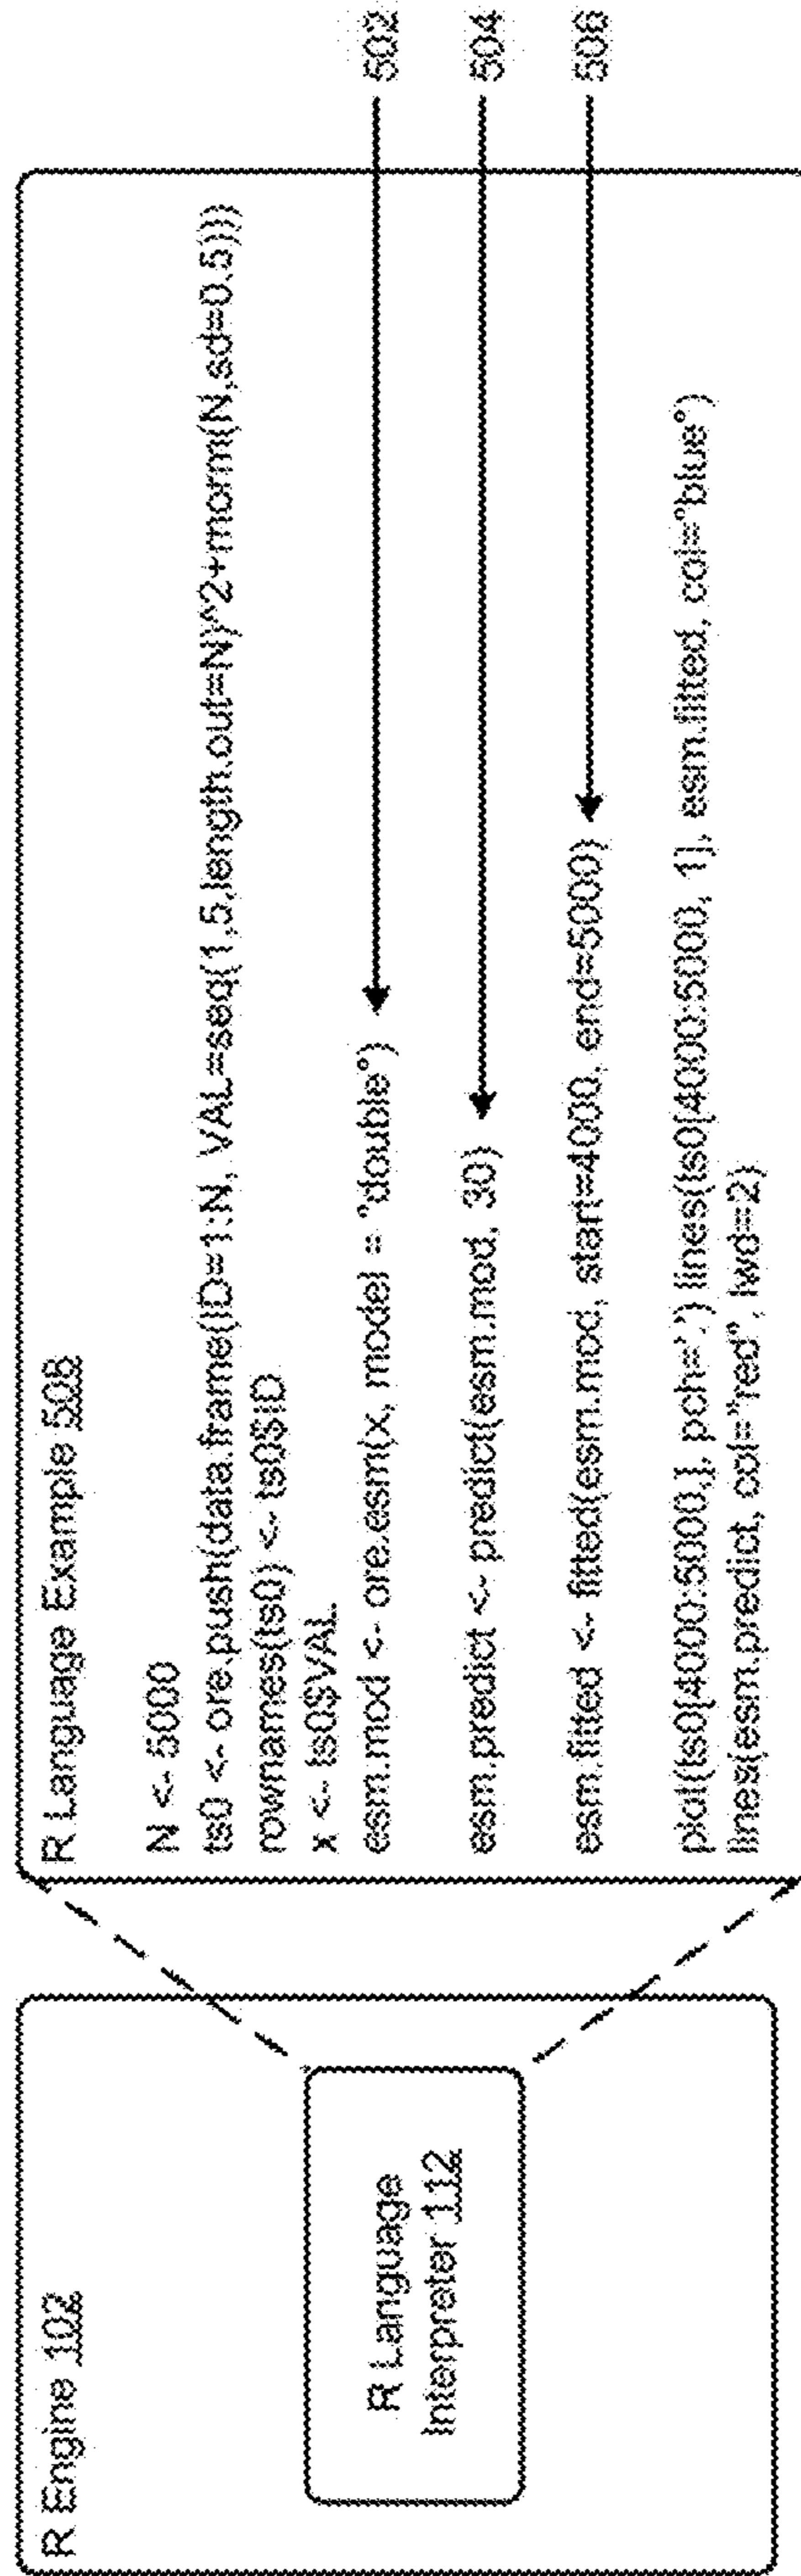 R Engine 102
R Language
Interpreter 112
R Language Example 508
N <- 5000
ts0 <- ore.push(data.frame(ID=1:N, VAL=seq(1,5,length.out=N)^2+rnorm(N,sd=0.5)))
rownames(ts0) <- ts0$ID
x <- ts0$VAL
esm.mod <- ore.esm(x, model = "double")
502
esm.predict <- predict(esm.mod, 30)
504
esm.fitted <- fitted(esm.mod, start=4000, end=5000)
506
plot(ts0[4000:5000,], pch='.') lines(ts0[4000:5000, 1], esm.fitted, col="blue")
lines(esm.predict, col="red", lwd=2)